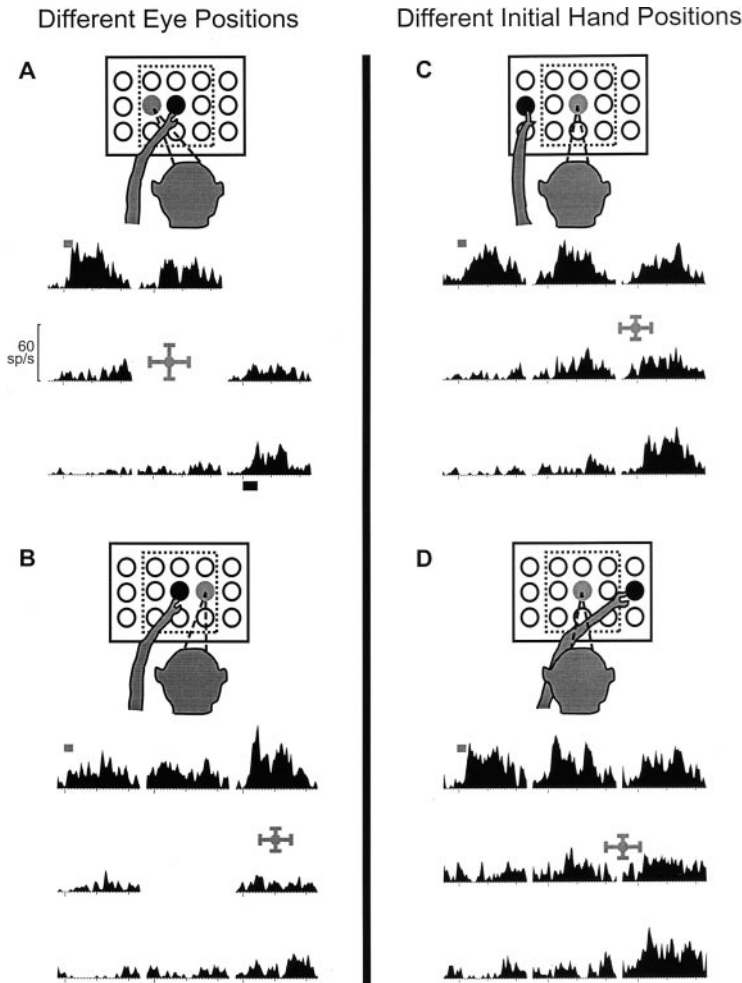 Different Eye Positions
Different Initial Hand Positions
A
C
60
sp/s
B
D